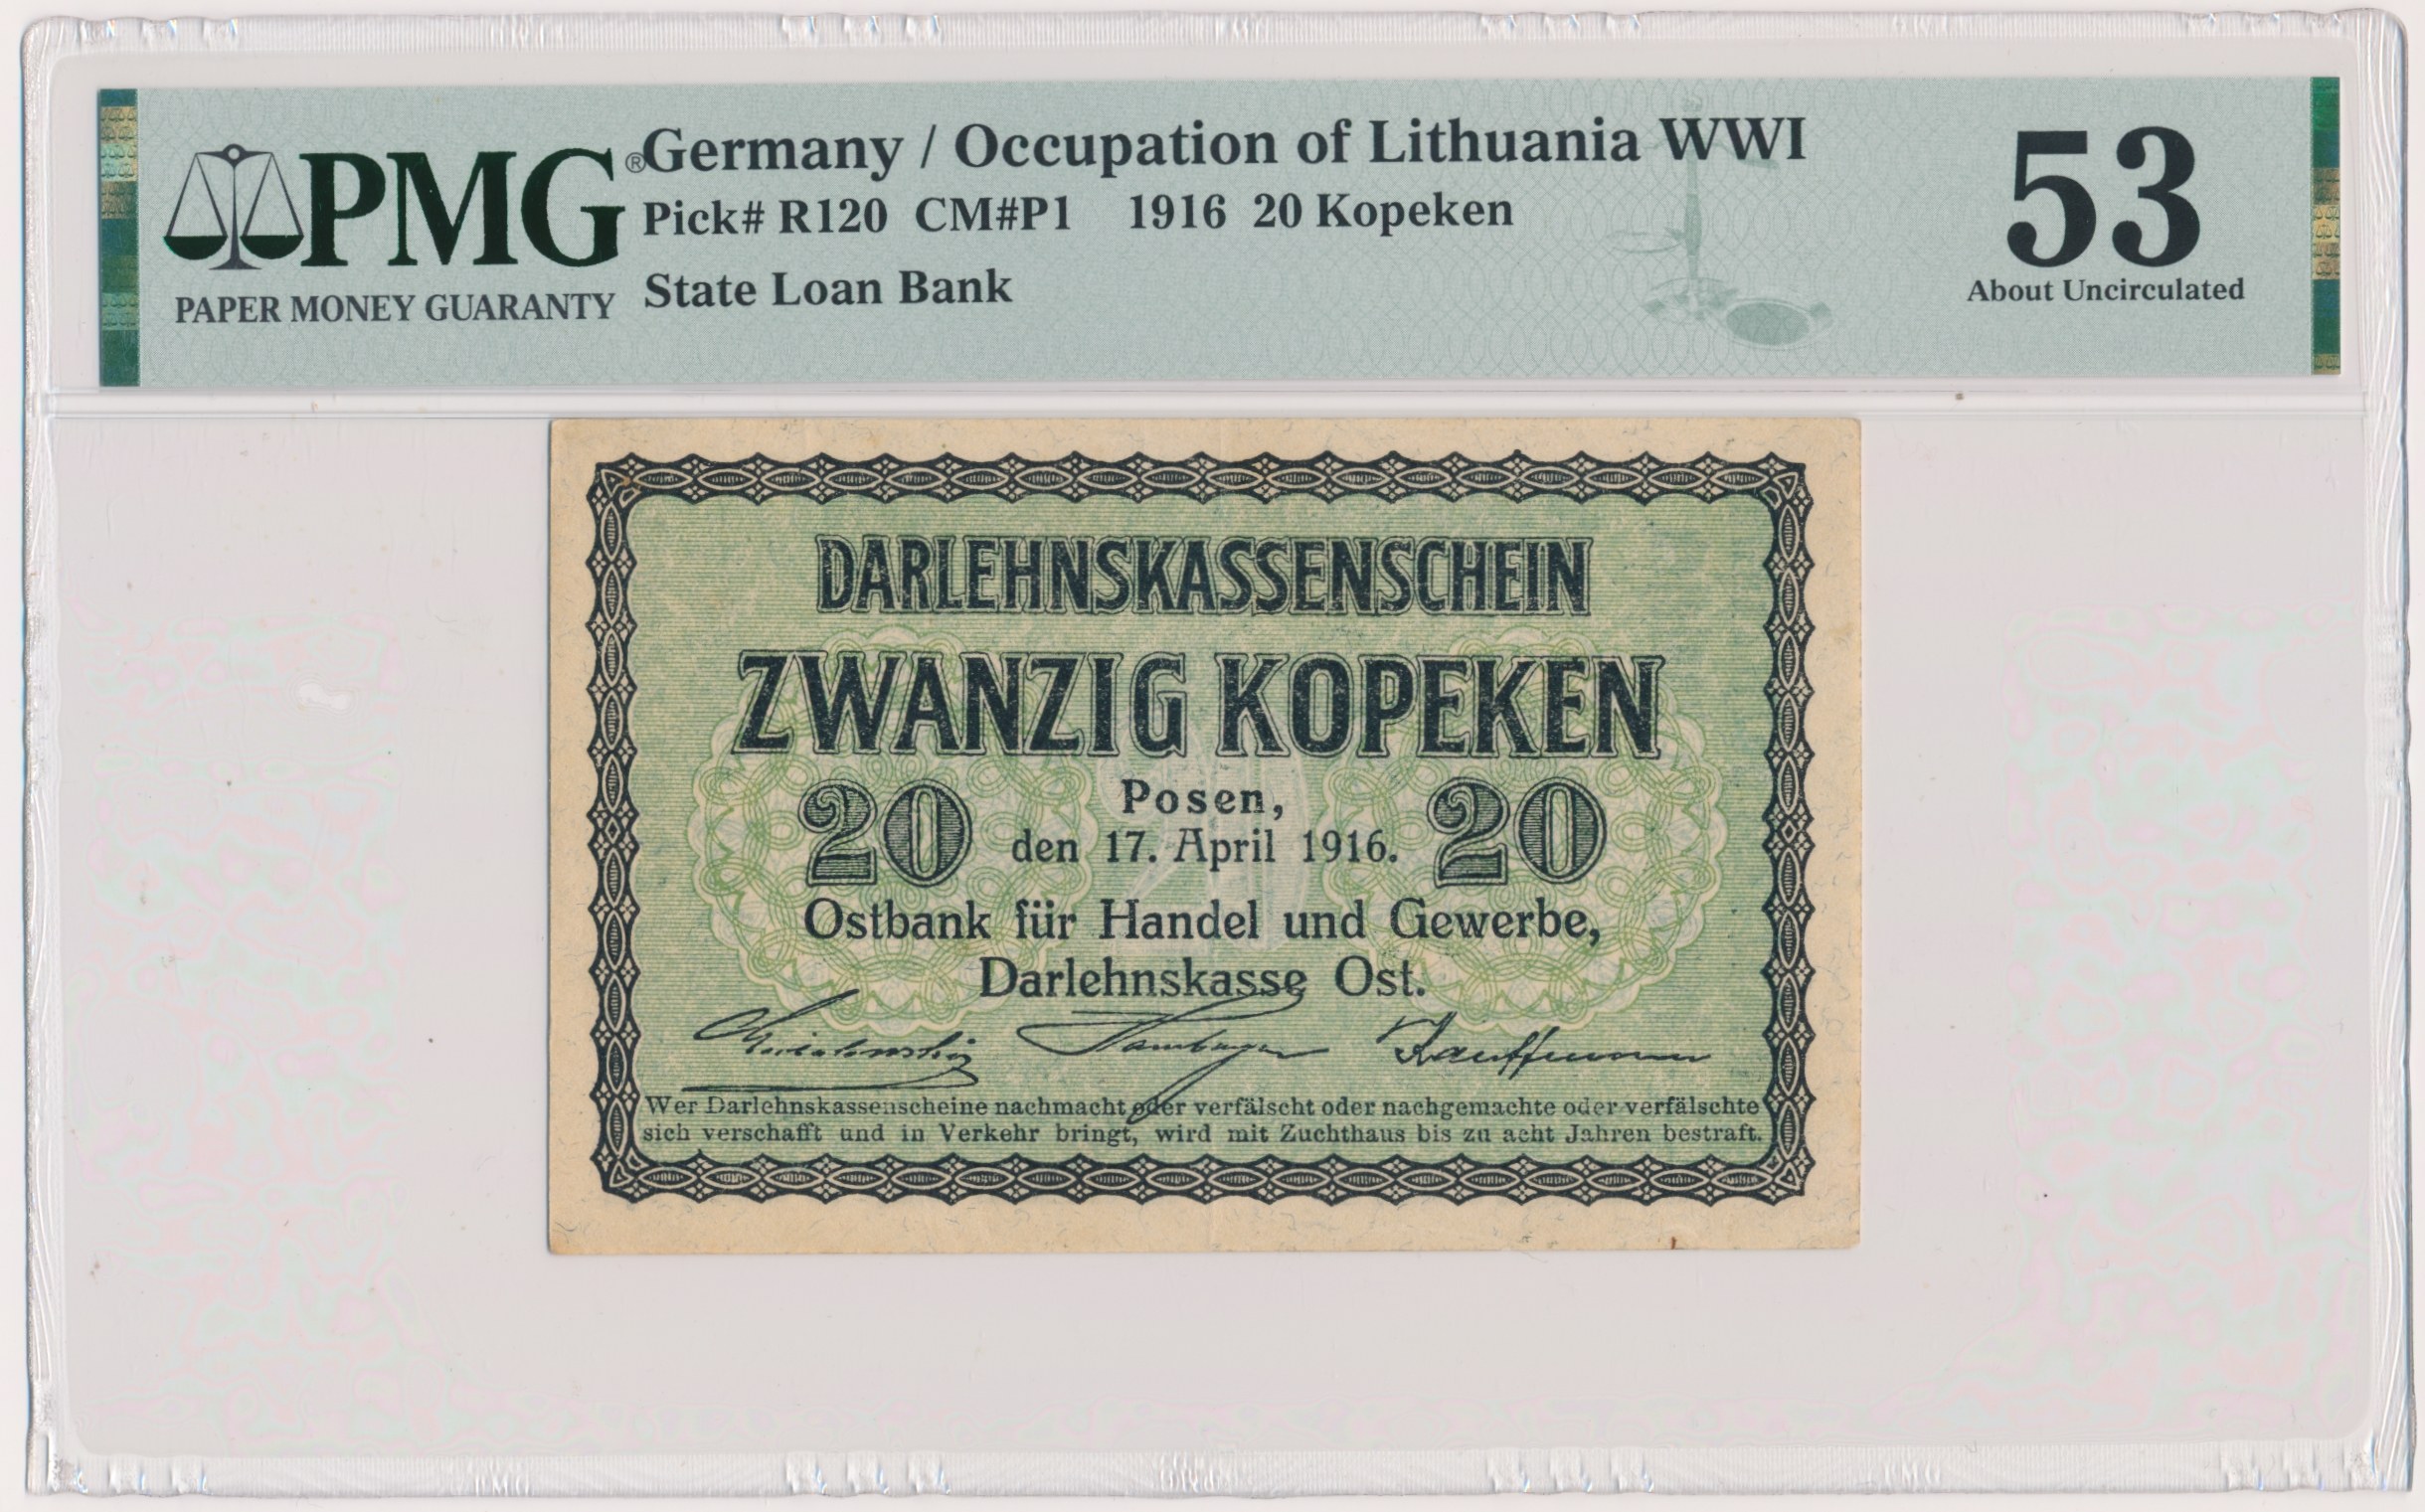 PMG®
PAPER MONEY GUARANTY
Germany / Occupation of Lithuania WWI
Pick# R120 CM#P1 1916 20 Kopeken
State Loan Bank
53
About Uncirculated
DARLEHNSKASSENSCHEIN
ZWANZIG KOPEKEN
20 Posen, 20
den 17. April 1916.
Ostbank für Handel und Gewerbe,
Darlehnskasse Ost.
Hamburger Kauffmann
Wer Darlehnskassenscheine nachmacht oder verfälscht oder nachgemachte oder verfälschte
sich verschafft und in Verkehr bringt, wird mit Zuchthaus bis zu acht Jahren bestraft.